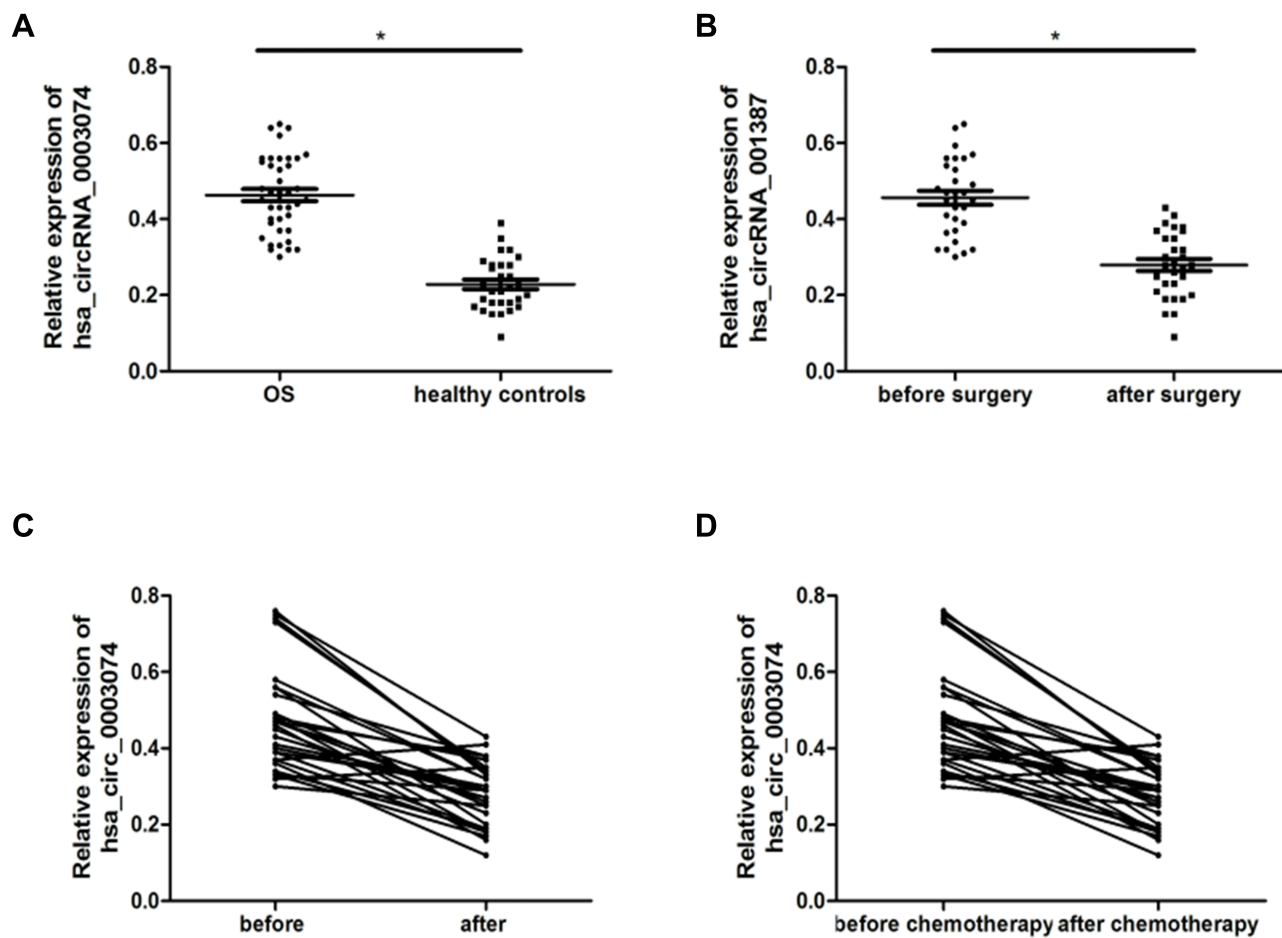 A
*
Relative expression of
hsa_circRNA_0003074
0.8
0.6
0.4
0.2
0.0
OS
healthy controls
B
*
Relative expression of
hsa_circRNA_001387
0.8
0.6
0.4
0.2
0.0
before surgery
after surgery
C
Relative expression of
hsa_circ_0003074
0.8
0.6
0.4
0.2
0.0
before
after
D
Relative expression of
hsa_circ_0003074
0.8
0.6
0.4
0.2
0.0
before chemotherapy
after chemotherapy